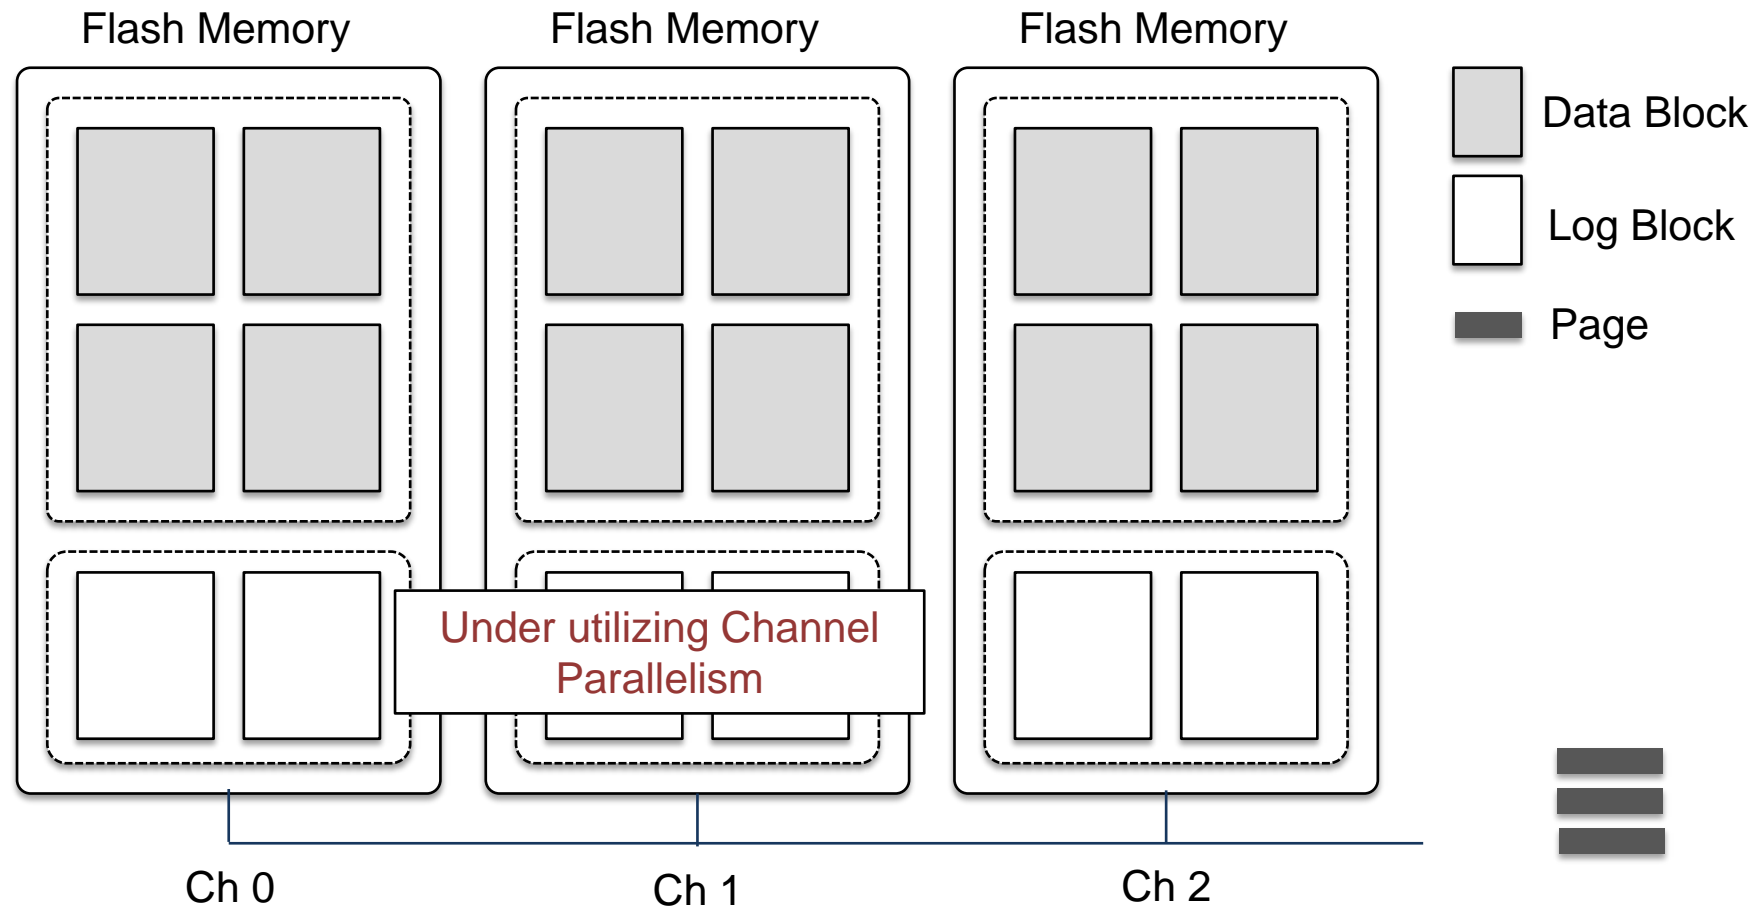 Flash Memory
Flash Memory
Flash Memory
Data Block
Log Block
Page
Under utilizing Channel
Parallelism
Ch 0
Ch 1
Ch 2